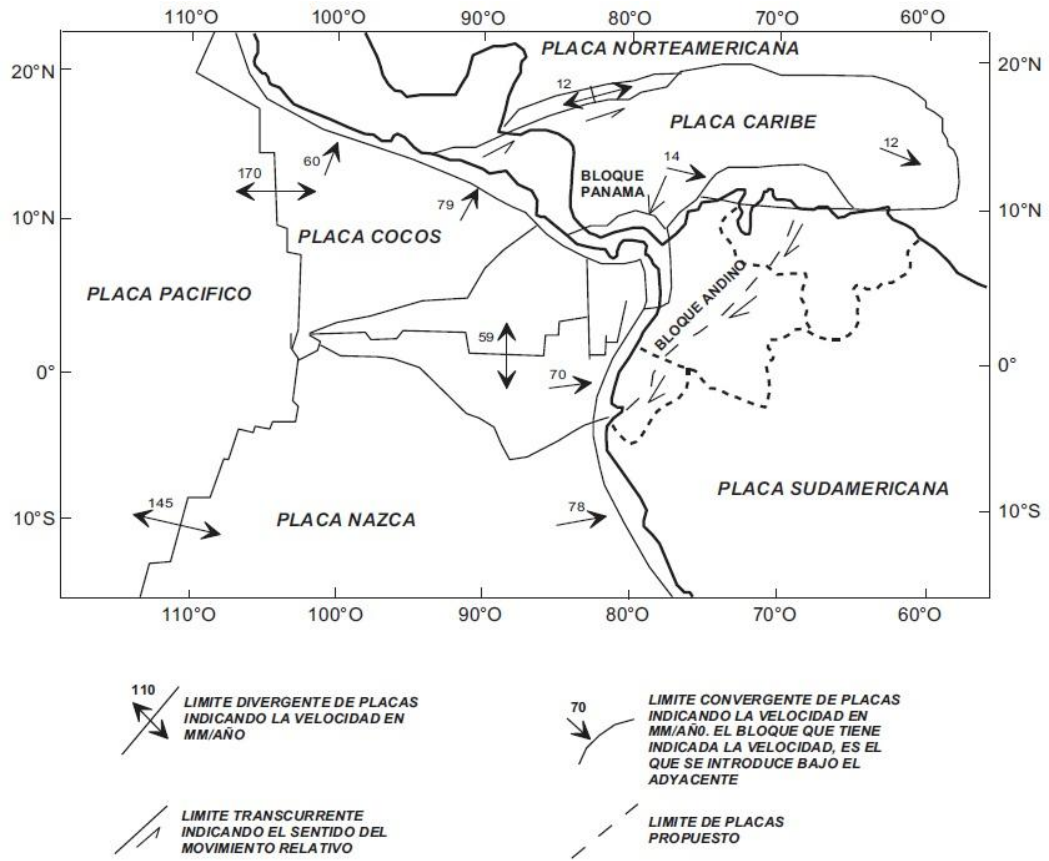 110°O 100°O 90°O 80°O 70°O 60°O
PLACA NORTEAMERICANA
20°N 20°N
12
PLACA CARIBE
12
60
14
BLOQUE
PANAMA
170
79
10°N 10°N
PLACA COCOS
PLACA PACIFICO
BLOQUE ANDINO
59
70
0° 0°
PLACA SUDAMERICANA
145
78
PLACA NAZCA
10°S 10°S
110°O 100°O 90°O 80°O 70°O 60°O
110
LIMITE DIVERGENTE DE PLACAS
INDICANDO LA VELOCIDAD EN
MM/AÑO
70
LIMITE CONVERGENTE DE PLACAS
INDICANDO LA VELOCIDAD EN
MM/AÑ0. EL BLOQUE QUE TIENE
INDICADA LA VELOCIDAD, ES EL
QUE SE INTRODUCE BAJO EL
ADYACENTE
LIMITE TRANSCURRENTE
INDICANDO EL SENTIDO DEL
MOVIMIENTO RELATIVO
LIMITE DE PLACAS
PROPUESTO